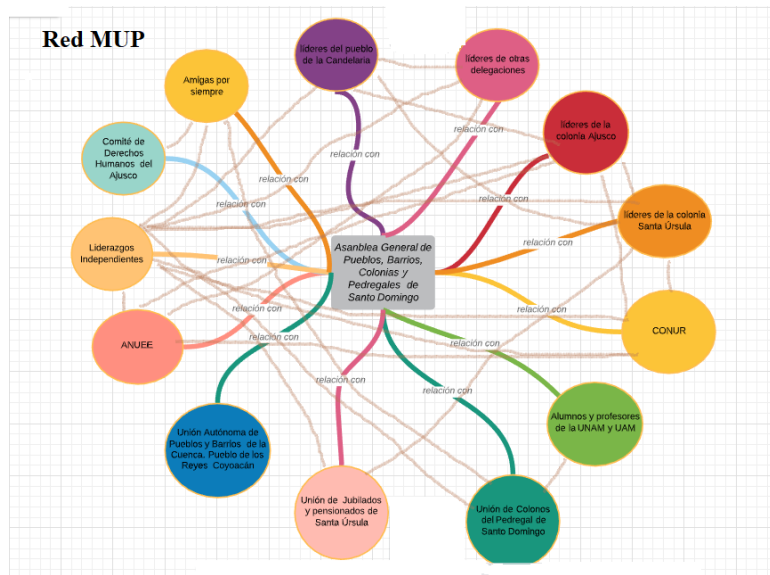 Red MUP
líderes del pueblo
de la Candelaria
líderes de otras
delegaciones
Amigas por
siempre
líderes de la
colonía Ajusco
Comité de
Derechos
Humanos del
Ajusco
líderes de la colonía
Santa Úrsula
Liderazgos
Independientes
Asanblea General de
Pueblos, Barrios,
Colonias y
Pedregales de
Santo Domingo
CONUR
ANUEE
Alumnos y profesores
de la UNAM y UAM
Unión Autónoma de
Pueblos y Barrios de la
Cuenca. Pueblo de los
Reyes Coyoacán
Unión de Jubilados
y pensionados de
Santa Úrsula
Unión de Colonos
del Pedregal de
Santo Domingo
relación con
relación con
relación con
relación con
relación con
relación con
relación con
relación con
relación con
relación con
relación con
relación con
relación con